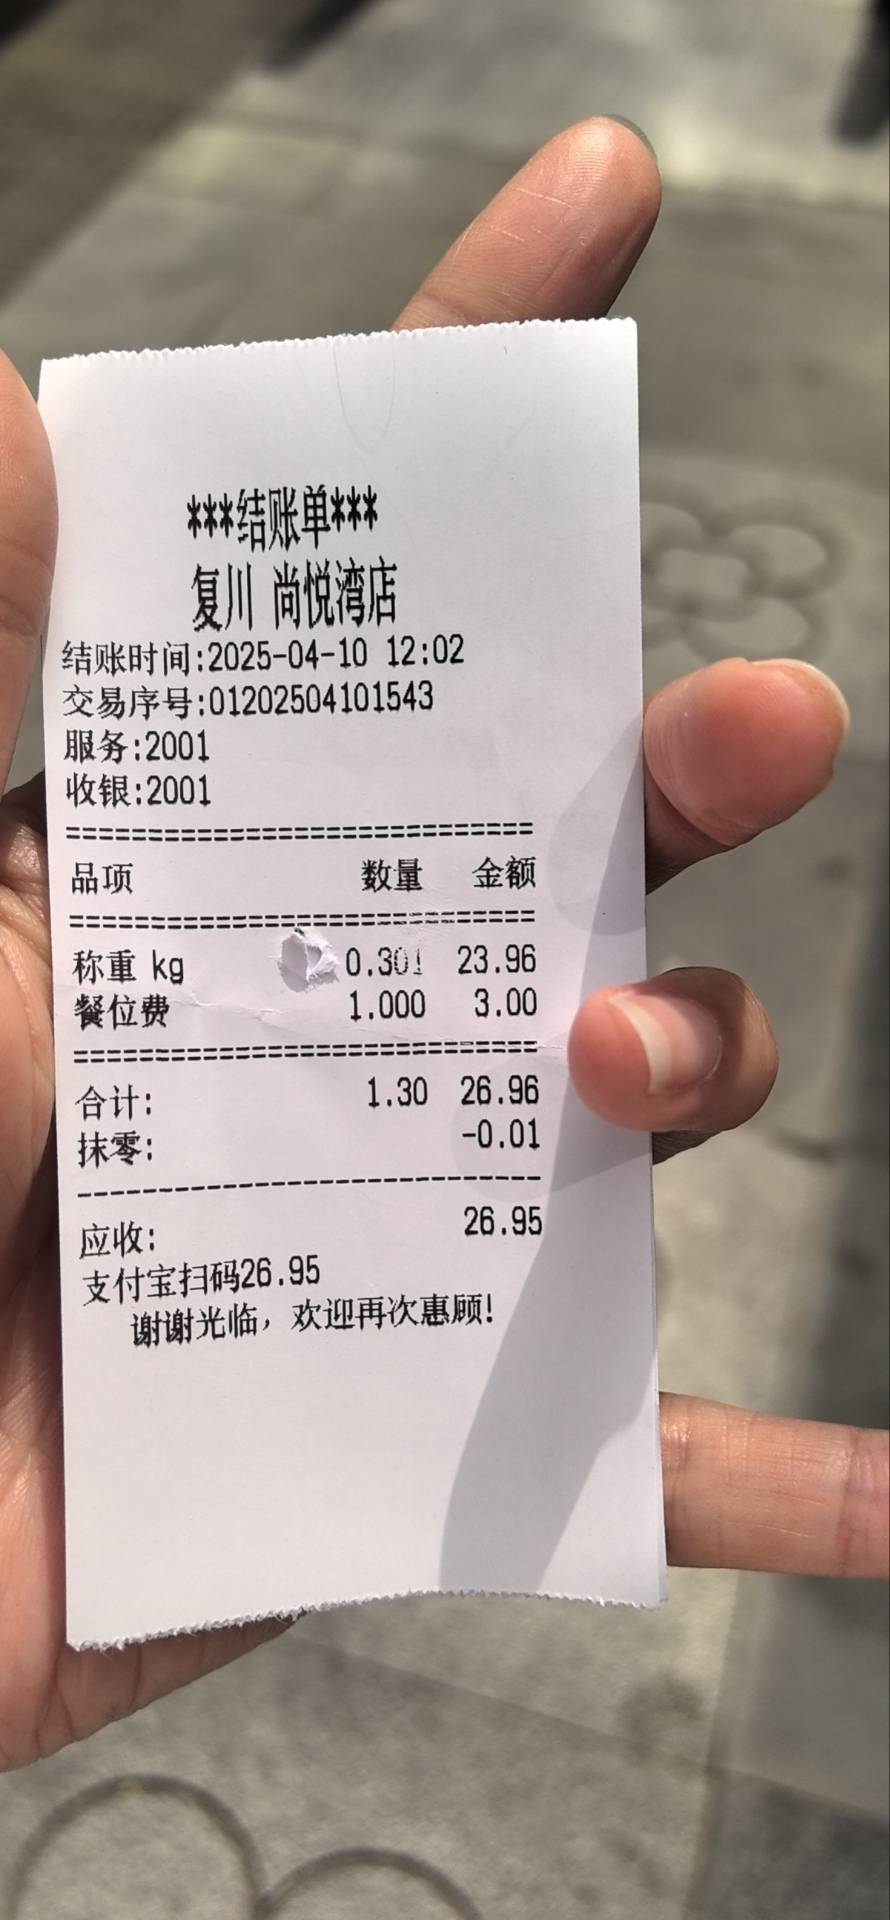 ***结账单***
复川 尚悦湾店
结账时间:2025-04-10 12:02
交易序号:01202504101543
服务:2001
收银:2001
===========================
品项 数量 金额
===========================
称重 kg 0.301 23.96
餐位费 1.000 3.00
===========================
合计: 1.30 26.96
抹零: -0.01
---------------------------
应收: 26.95
支付宝扫码26.95
谢谢光临，欢迎再次惠顾!